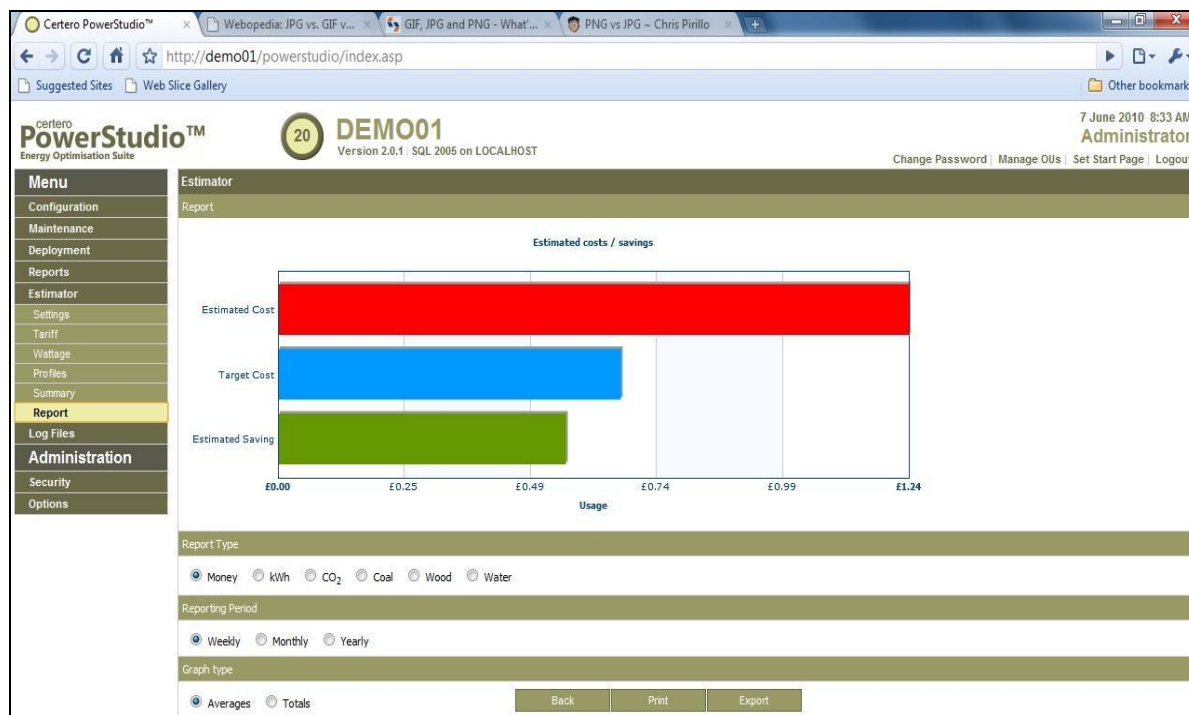 Certero PowerStudio™
Webopedia: JPG vs. GIF v...
GIF, JPG and PNG - What'...
PNG vs JPG ~ Chris Pirillo
http://demo01/powerstudio/index.asp
Suggested Sites
Web Slice Gallery
Other bookmark
certero
PowerStudio™
Energy Optimisation Suite
20
DEMO01
Version 2.0.1 | SQL 2005 on LOCALHOST
7 June 2010 8:33 AM
Administrator
Change Password | Manage OUs | Set Start Page | Logout
Menu
Configuration
Maintenance
Deployment
Reports
Estimator
Settings
Tariff
Wattage
Profiles
Summary
Report
Log Files
Administration
Security
Options
Estimator
Report
Estimated costs / savings
Estimated Cost
Target Cost
Estimated Saving
£0.00 £0.25 £0.49 £0.74 £0.99 £1.24
Usage
Report Type
Money kWh CO2 Coal Wood Water
Reporting Period
Weekly Monthly Yearly
Graph type
Averages Totals
Back Print Export